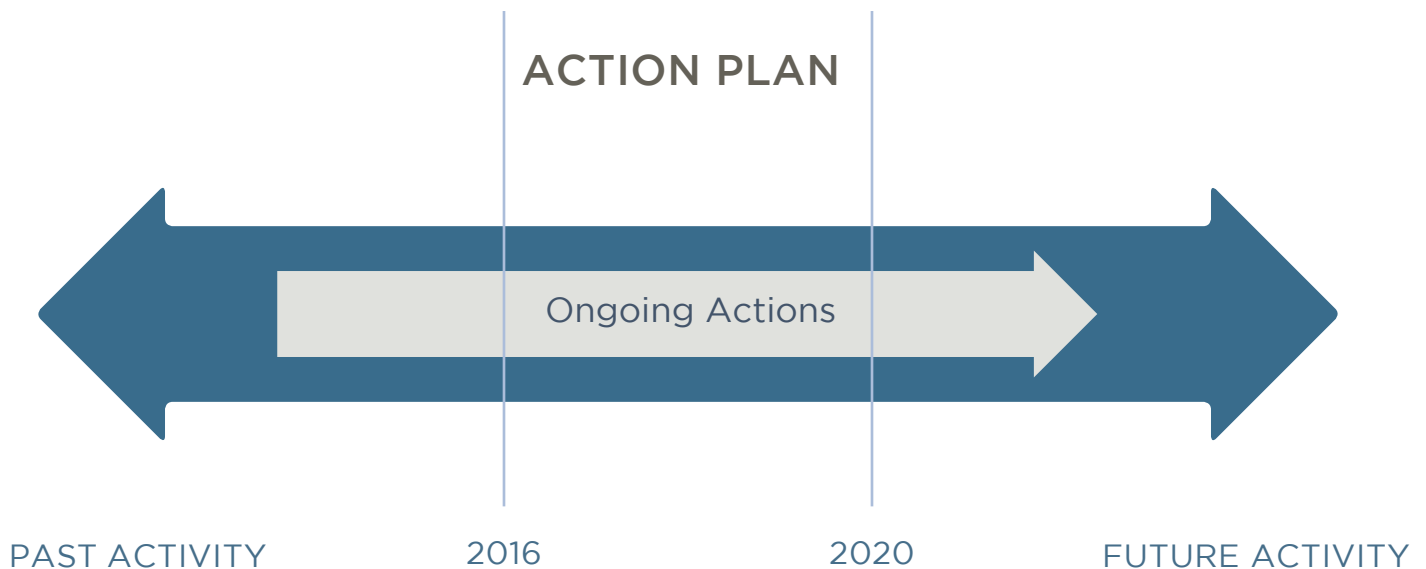 ACTION PLAN
Ongoing Actions
PAST ACTIVITY
2016
2020
FUTURE ACTIVITY